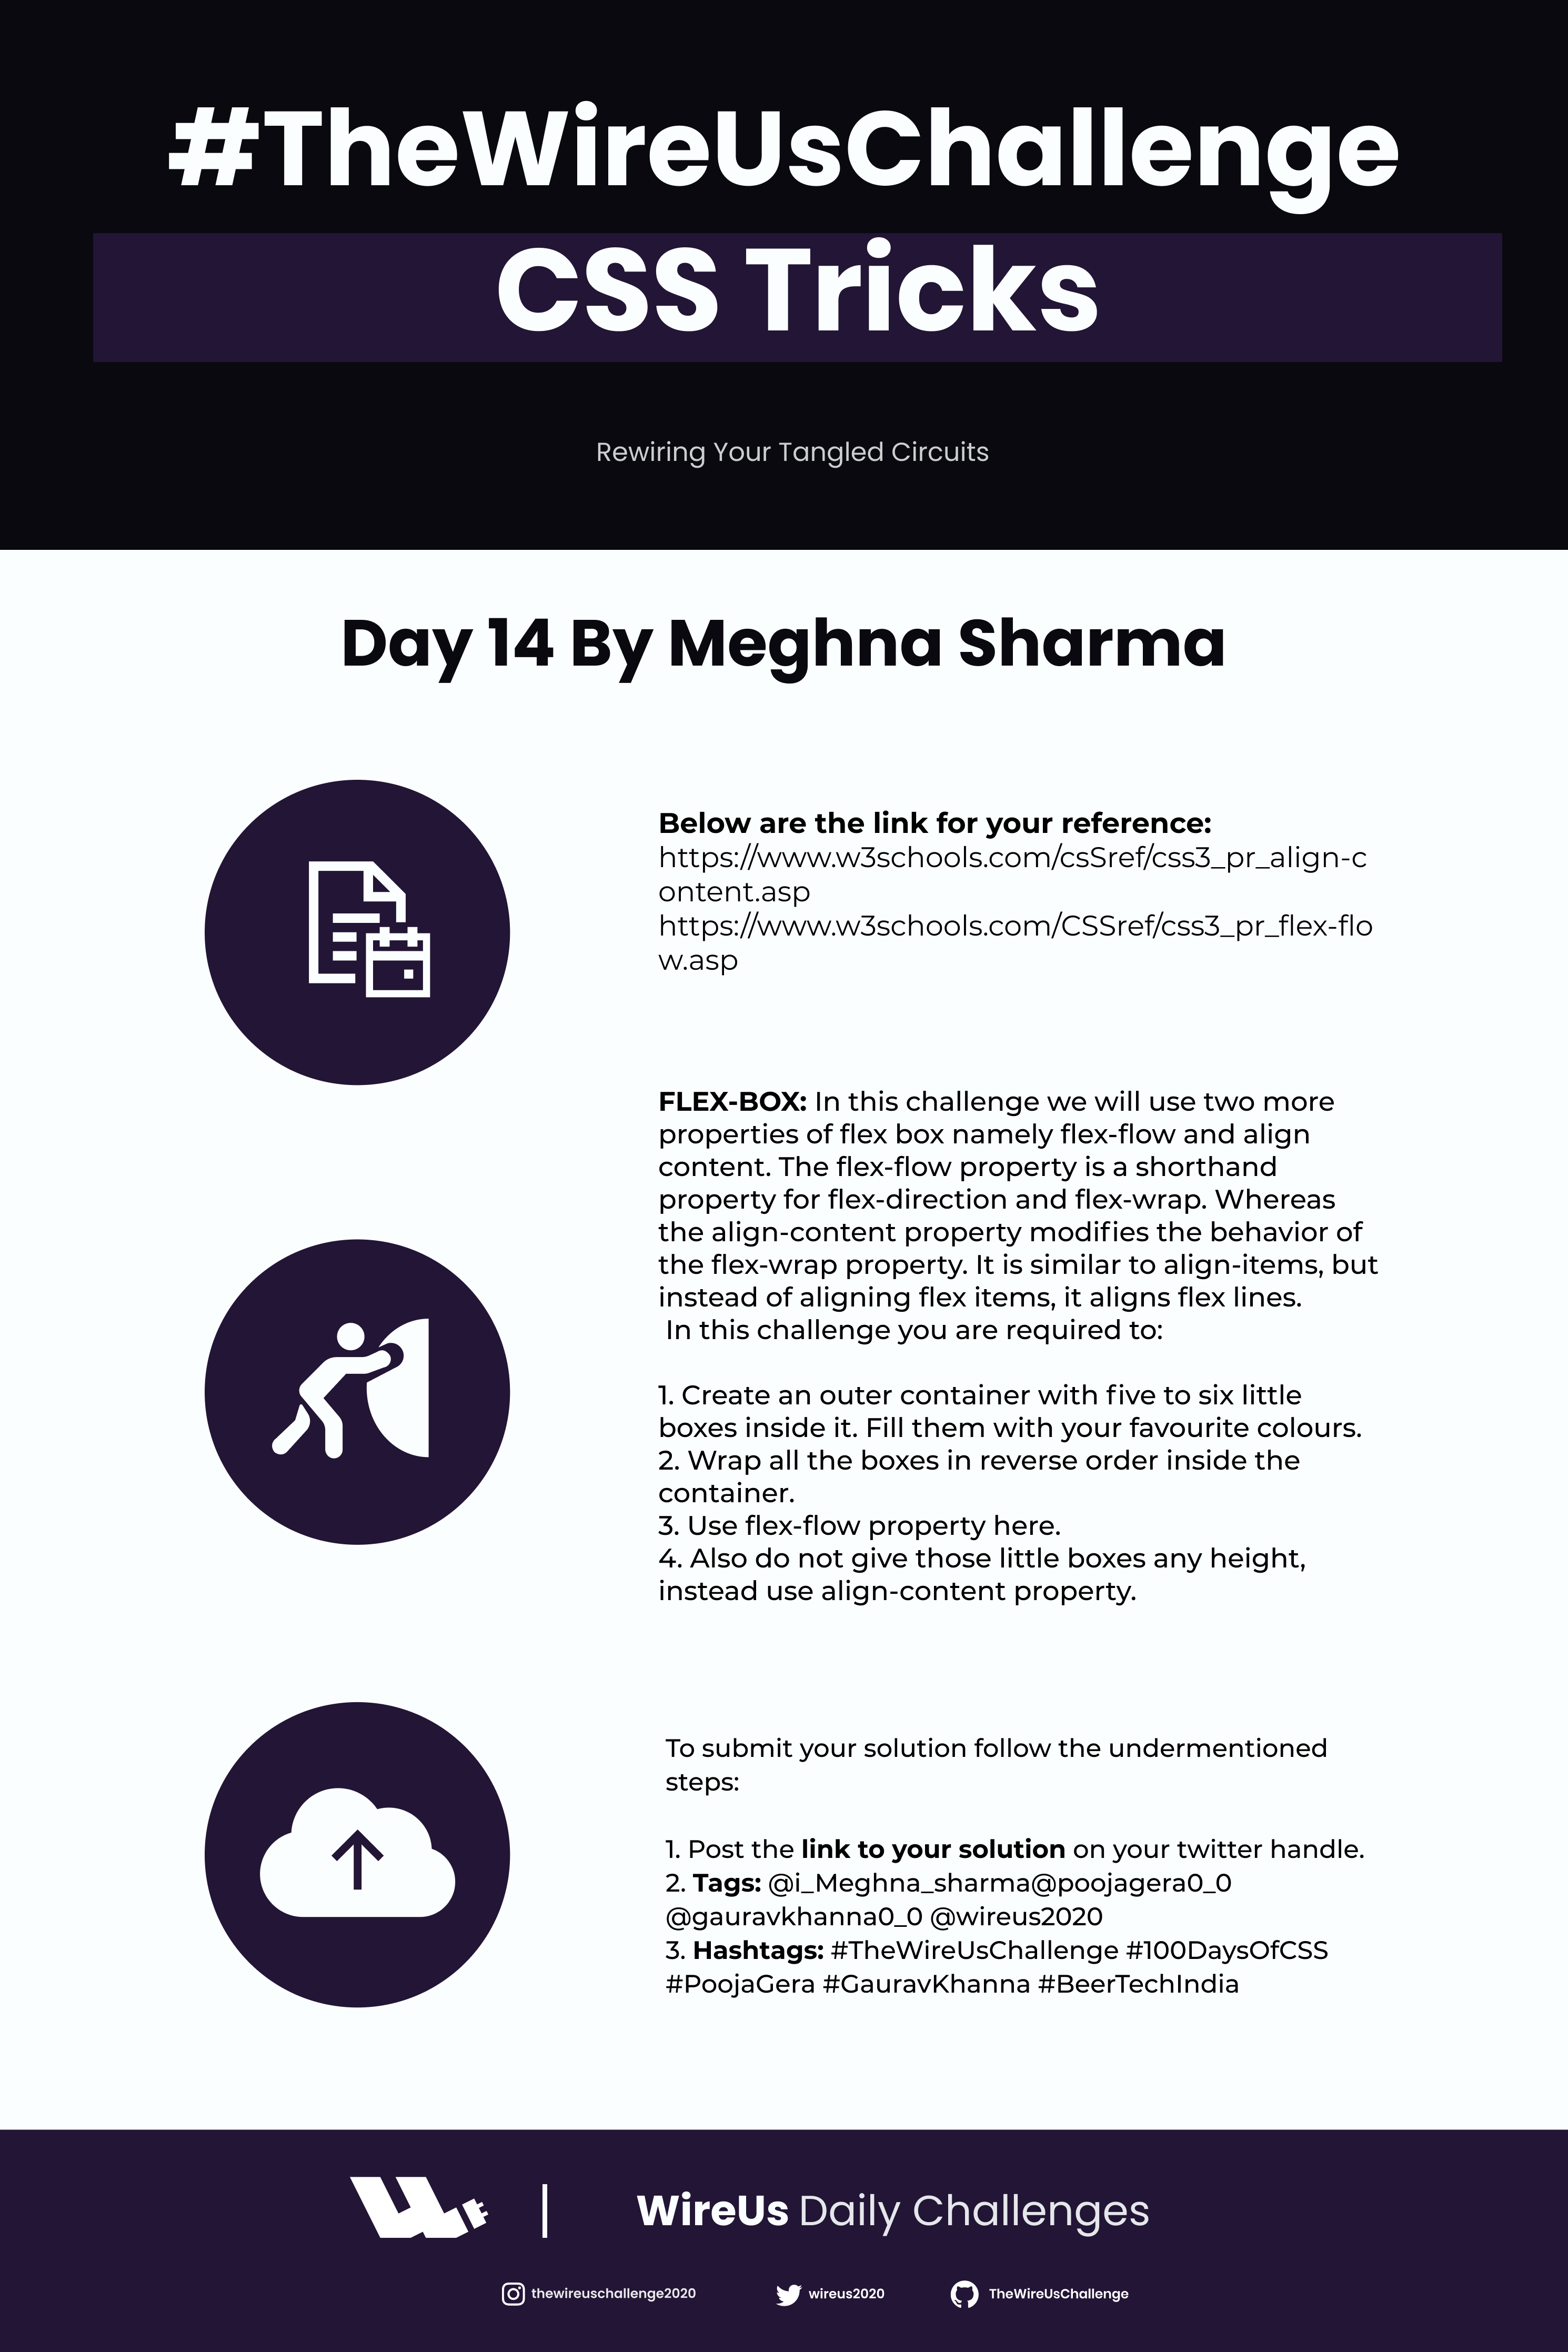 #TheWireUsChallenge
CSS Tricks
Rewiring Your Tangled Circuits
Day 14 By Meghna Sharma
Below are the link for your reference:
https://www.w3schools.com/csSref/css3_pr_align-c
ontent.asp
https://www.w3schools.com/CSSref/css3_pr_flex-flo
w.asp
FLEX-BOX: In this challenge we will use two more
properties of flex box namely flex-flow and align
content. The flex-flow property is a shorthand
property for flex-direction and flex-wrap. Whereas
the align-content property modifies the behavior of
the flex-wrap property. It is similar to align-items, but
instead of aligning flex items, it aligns flex lines.
In this challenge you are required to:
1. Create an outer container with five to six little
boxes inside it. Fill them with your favourite colours.
2. Wrap all the boxes in reverse order inside the
container.
3. Use flex-flow property here.
4. Also do not give those little boxes any height,
instead use align-content property.
To submit your solution follow the undermentioned
steps:
1. Post the link to your solution on your twitter handle.
2. Tags: @i_Meghna_sharma@poojagera0_0
@gauravkhanna0_0 @wireus2020
3. Hashtags: #TheWireUsChallenge #100DaysOfCSS
#PoojaGera #GauravKhanna #BeerTechIndia
WireUs Daily Challenges
thewireuschallenge2020 wireus2020 TheWireUsChallenge